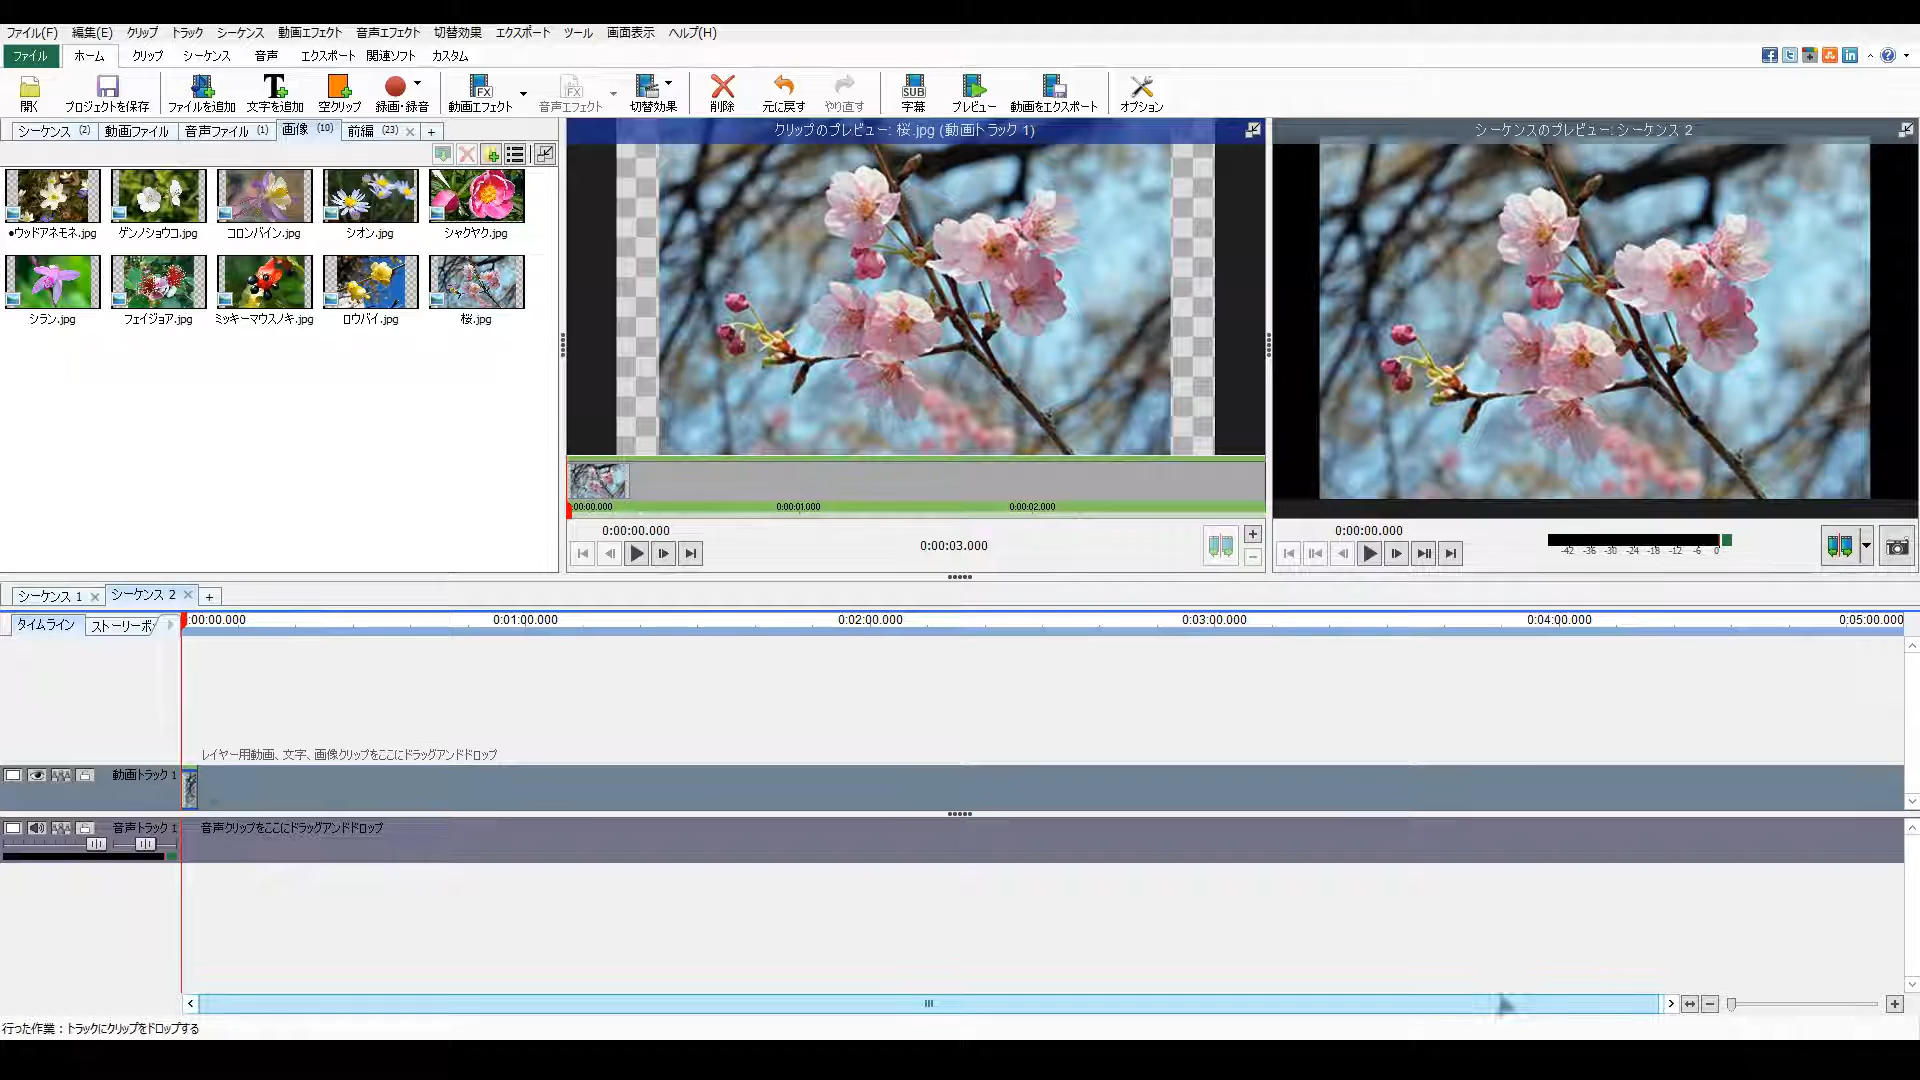 ファイル(F) 編集(E) クリップ トラック シーケンス 動画エフェクト 音声エフェクト 切替効果 エクスポート ツール 画面表示 ヘルプ(H)
ファイル ホーム クリップ シーケンス 音声 エクスポート 関連ソフト カスタム
開く プロジェクトを保存 ファイルを追加 文字を追加 空クリップ 録画・録音 動画エフェクト 音声エフェクト 切替効果 削除 元に戻す やり直す 字幕 プレビュー 動画をエクスポート オプション
シーケンス (2) 動画ファイル 音声ファイル (1) 画像 (10) 前編 (23)
クリップのプレビュー: 桜.jpg (動画トラック 1)
シーケンスのプレビュー: シーケンス 2
●ウッドアネモネ.jpg ゲンノショウコ.jpg コロンバイン.jpg シオン.jpg シャクヤク.jpg
シラン.jpg フェイジョア.jpg ミッキーマウスノキ.jpg ロウバイ.jpg 桜.jpg
:00:00.000 0:00:01.000 0:00:02.000
0:00:00.000
0:00:03.000
0:00:00.000
-42 -36 -30 -24 -18 -12 -6 0
シーケンス 1 シーケンス 2
タイムライン ストーリーボ
:00:00.000 0:01:00.000 0:02:00.000 0:03:00.000 0:04:00.000 0:05:00.000
レイヤー用動画、文字、画像クリップをここにドラッグアンドドロップ
動画トラック 1
音声トラック 1 音声クリップをここにドラッグアンドドロップ
行った作業：トラックにクリップをドロップする